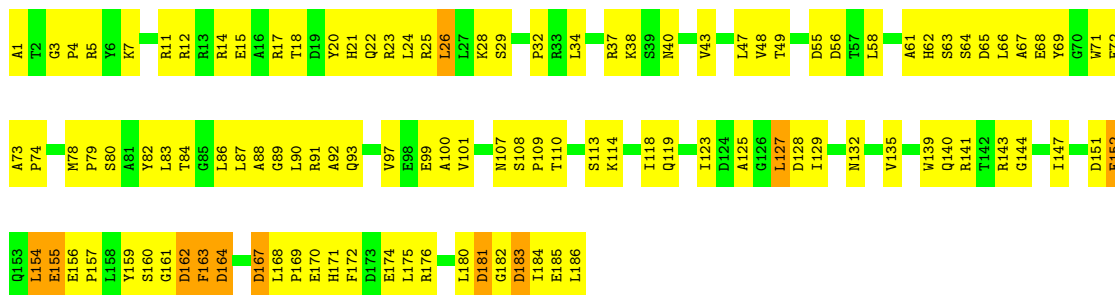 A1 T2 G3 P4 R5 Y6 K7 R11 R12 R13 R14 E15 A16 R17 T18 D19 Y20 H21 Q22 R23 L24 R25 L26 L27 K28 S29 P32 R33 L34 R37 K38 S39 N40 V43 L47 V48 T49 D55 D56 T57 L58 A61 H62 S63 S64 D65 L66 A67 E68 Y69 G70 W71
A73 P74 M78 P79 S80 A81 Y82 L83 T84 G85 L86 L87 A88 G89 L90 R91 A92 Q93 V97 E98 E99 A100 V101 N107 S108 P109 T110 S113 K114 I118 Q119 I123 D124 A125 G126 L127 D128 I129 N132 V135 W139 Q140 R141 T142 R143 G144 I147 D151
Q153 L154 E155 E156 P157 L158 Y159 S160 G161 D162 F163 D164 D167 L168 P169 E170 H171 F172 D173 E174 L175 R176 L180 D181 G182 D183 I184 E185 L186